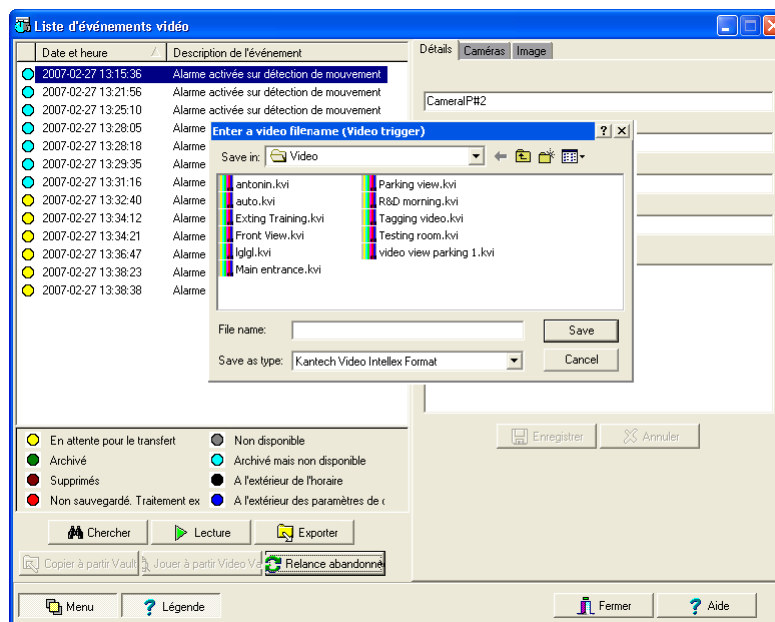 Liste d'événements vidéo
Date et heure
Description de l'événement
2007-02-27 13:15:36 Alarme activée sur détection de mouvement
2007-02-27 13:21:56 Alarme activée sur détection de mouvement
2007-02-27 13:25:10 Alarme activée sur détection de mouvement
2007-02-27 13:28:05 Alarme
2007-02-27 13:28:18 Alarme
2007-02-27 13:29:35 Alarme
2007-02-27 13:31:16 Alarme
2007-02-27 13:32:40 Alarme
2007-02-27 13:34:12 Alarme
2007-02-27 13:34:21 Alarme
2007-02-27 13:36:47 Alarme
2007-02-27 13:38:23 Alarme
2007-02-27 13:38:38 Alarme
Détails Caméras Image
CameraIP#2
Enter a video filename (Video trigger)
Save in: Video
antonin.kvi
auto.kvi
Exting Training.kvi
Front View.kvi
lglgl.kvi
Main entrance.kvi
Parking view.kvi
R&D morning.kvi
Tagging video.kvi
Testing room.kvi
video view parking 1.kvi
File name:
Save
Save as type: Kantech Video Intellex Format
Cancel
Enregistrer
Annuler
En attente pour le transfert
Archivé
Supprimés
Non sauvegardé. Traitement ex
Non disponible
Archivé mais non disponible
A l'extérieur de l'horaire
A l'extérieur des paramètres de
Chercher
Lecture
Exporter
Copier à partir Vault
Jouer à partir Video Va
Relance abandonné
Menu
Légende
Fermer
Aide